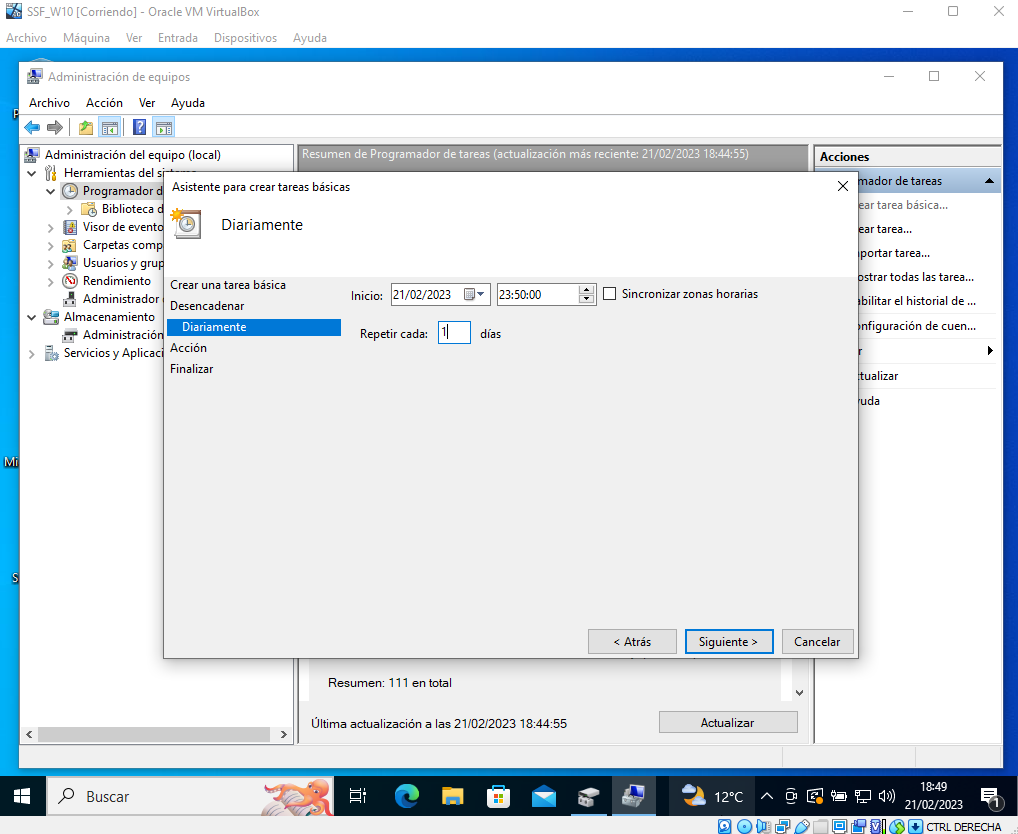 SSF_W10 [Corriendo] - Oracle VM VirtualBox
Archivo Máquina Ver Entrada Dispositivos Ayuda
Administración de equipos
Archivo Acción Ver Ayuda
Administración del equipo (local)
Herramientas del
Programador
Biblioteca
Visor de evento
Carpetas comp
Usuarios y grup
Rendimiento
Administrador
Almacenamiento
Administración
Servicios y Aplicaci
Resumen de Programador de tareas (actualización más reciente: 21/02/2023 18:44:55)
Acciones
mador de tareas
ear tarea básica...
ear tarea...
portar tarea...
ostrar todas las tarea...
abilitar el historial de ...
onfiguración de cuen...
r
tualizar
uda
Asistente para crear tareas básicas
Diariamente
Crear una tarea básica
Desencadenar
Diariamente
Acción
Finalizar
Inicio: 21/02/2023 23:50:00 Sincronizar zonas horarias
Repetir cada: 1 días
< Atrás Siguiente > Cancelar
Resumen: 111 en total
Última actualización a las 21/02/2023 18:44:55 Actualizar
Buscar
12°C
18:49
21/02/2023
1
CTRL DERECHA